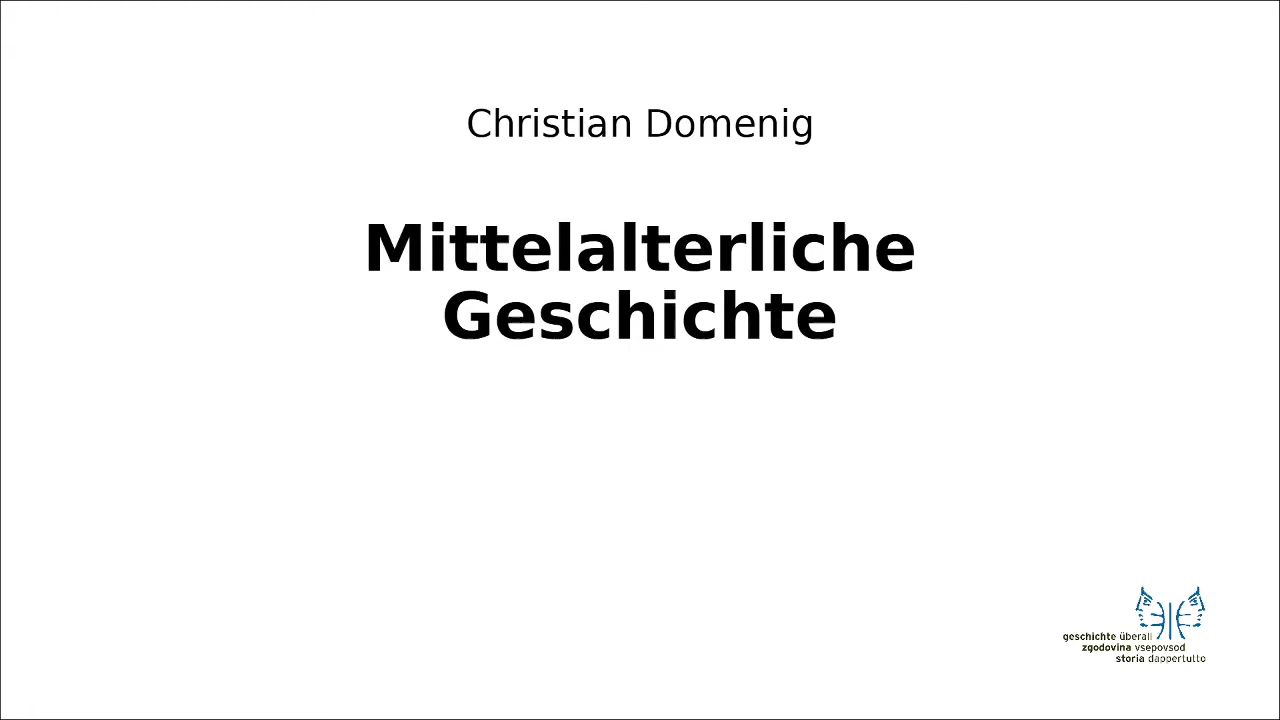 Christian Domenig
Mittelalterliche
Geschichte
geschichte überall
zgodovina vsepovsod
storia dappertutto